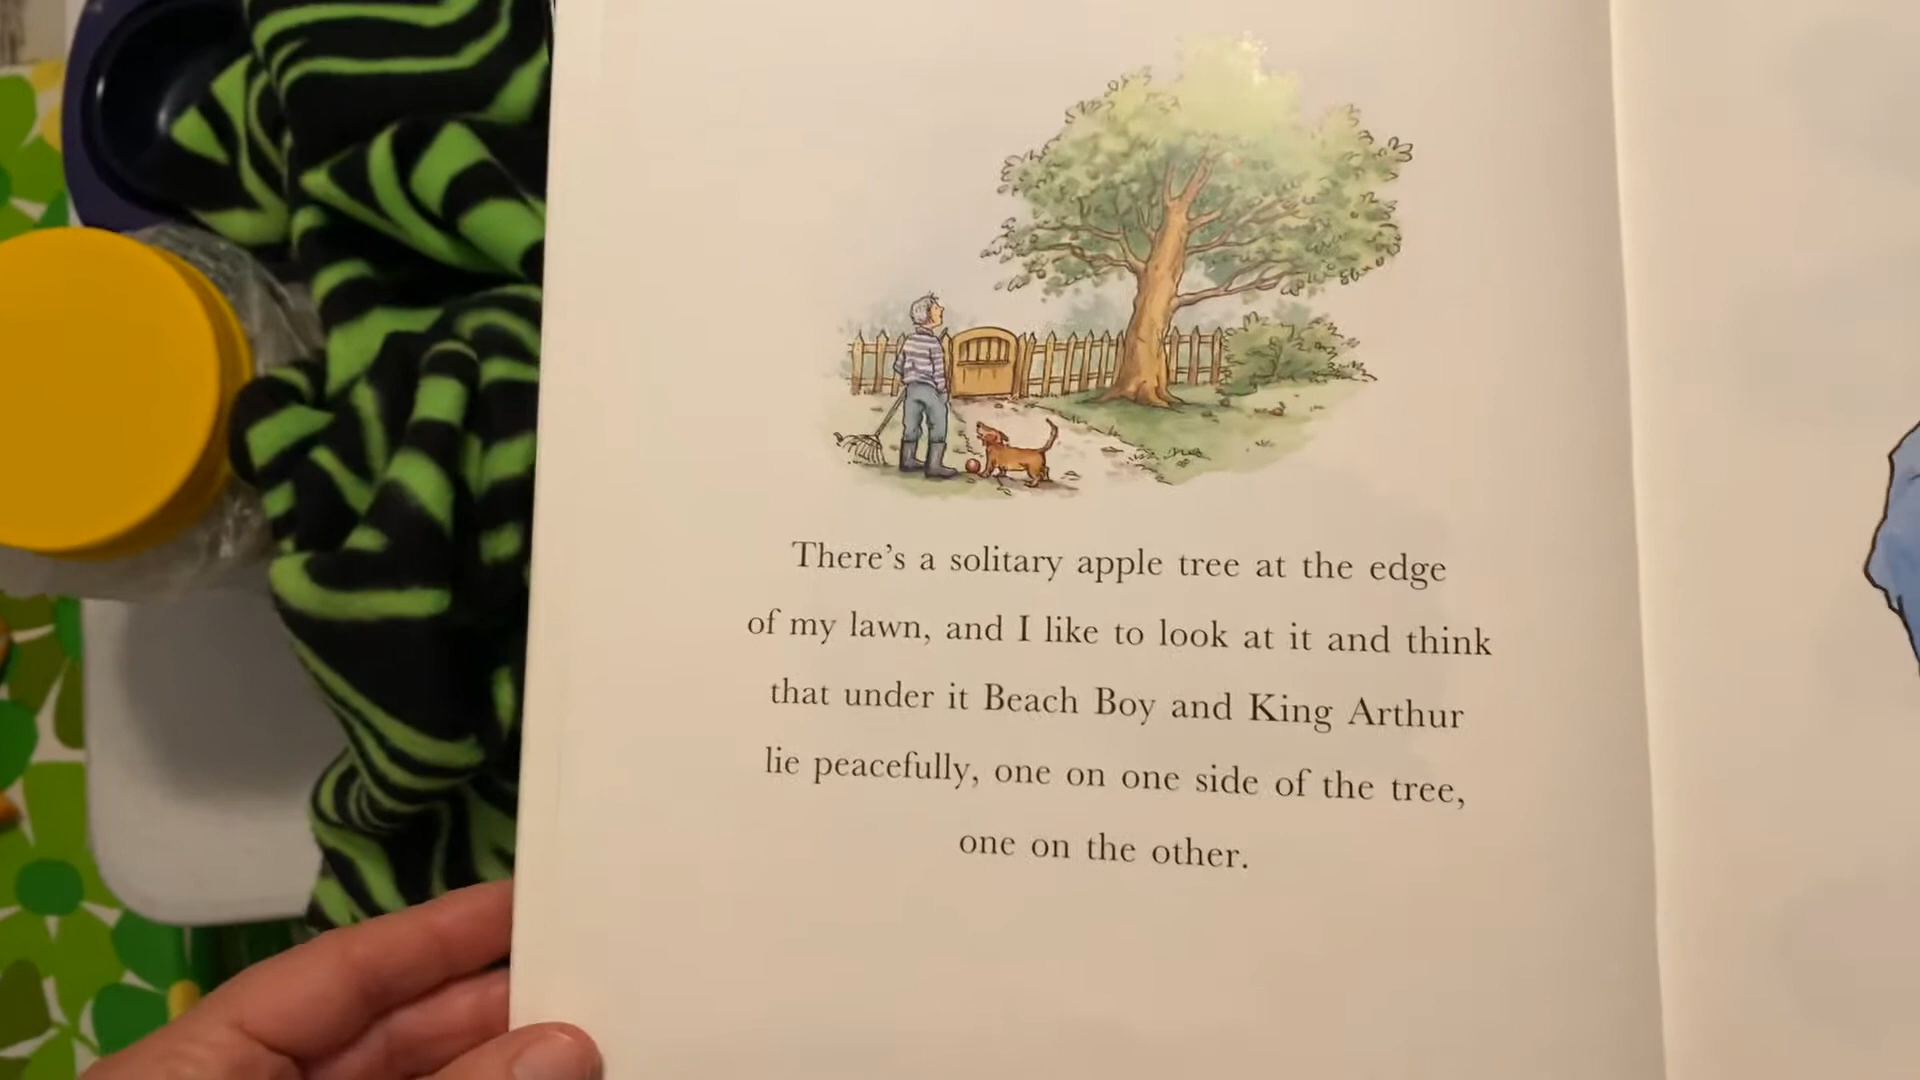 There's a solitary apple tree at the edge
of my lawn, and I like to look at it and think
that under it Beach Boy and King Arthur
lie peacefully, one on one side of the tree,
one on the other.